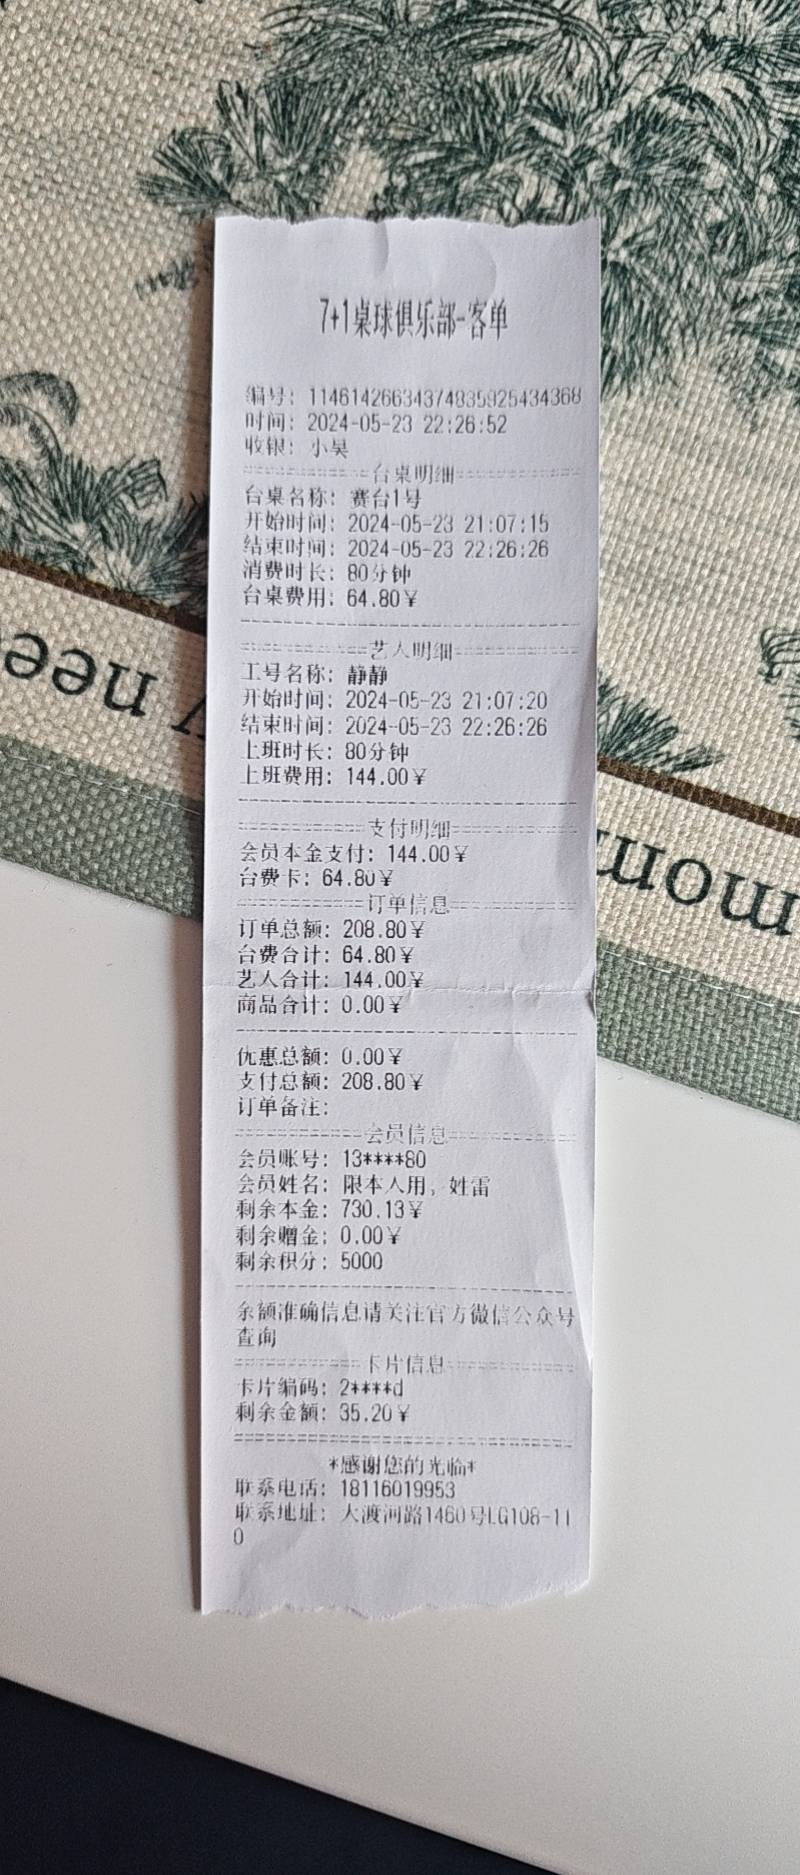 7+1桌球俱乐部-客单
编号: 1146142663437483592543436​8
时间: 2024-05-23 22:26:52
收银: 小昊
============台桌明细============
台桌名称: 赛台1号
开始时间: 2024-05-23 21:07:15
结束时间: 2024-05-23 22:26:26
消费时长: 80分钟
台桌费用: 64.80¥
============艺人明细============
工号名称: 静静
开始时间: 2024-05-23 21:07:20
结束时间: 2024-05-23 22:26:26
上班时长: 80分钟
上班费用: 144.00¥
============支付明细============
会员本金支付: 144.00¥
台费卡: 64.80¥
============订单信息============
订单总额: 208.80¥
台费合计: 64.80¥
艺人合计: 144.00¥
商品合计: 0.00¥
优惠总额: 0.00¥
支付总额: 208.80¥
订单备注:
============会员信息============
会员账号: 13****80
会员姓名: 限本人用, 姓雷
剩余本金: 730.13¥
剩余赠金: 0.00¥
剩余积分: 5000
余额准确信息请关注官方微信公众号
查询
============卡片信息============
卡片编码: 2****d
剩余金额: 35.20¥
*感谢您的光临*
联系电话: 18116019953
联系地址: 大渡河路1460号LG108-11
0